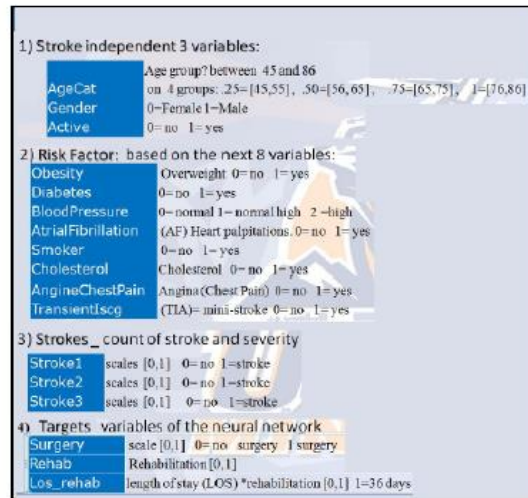 1) Stroke independent 3 variables:
Age group? between 45 and 86
AgeCat on 4 groups: .25=[45,55], .50=[56,65], .75=[65,75], 1=[76,86]
Gender 0=Female 1=Male
Active 0= no 1= yes
2) Risk Factor: based on the next 8 variables:
Obesity Overweight 0= no 1= yes
Diabetes 0= no 1= yes
BloodPressure 0= normal 1= normal high 2 =high
AtrialFibrillation (AF) Heart palpitations. 0= no 1= yes
Smoker 0=no 1= yes
Cholesterol Cholesterol 0= no 1= yes
AngineChestPain Angina (Chest Pain) 0= no 1= yes
TransientIscg (TIA)= mini-stroke 0= no 1= yes
3) Strokes_ count of stroke and severity
Stroke1 scales [0,1] 0= no 1=stroke
Stroke2 scales [0,1] 0= no 1=stroke
Stroke3 scales [0,1] 0= no 1=stroke
4) Targets variables of the neural network
Surgery scale [0,1] 0= no surgery 1 surgery
Rehab Rehabilitation [0,1]
Los_rehab length of stay (LOS) *rehabilitation [0,1] 1=36 days